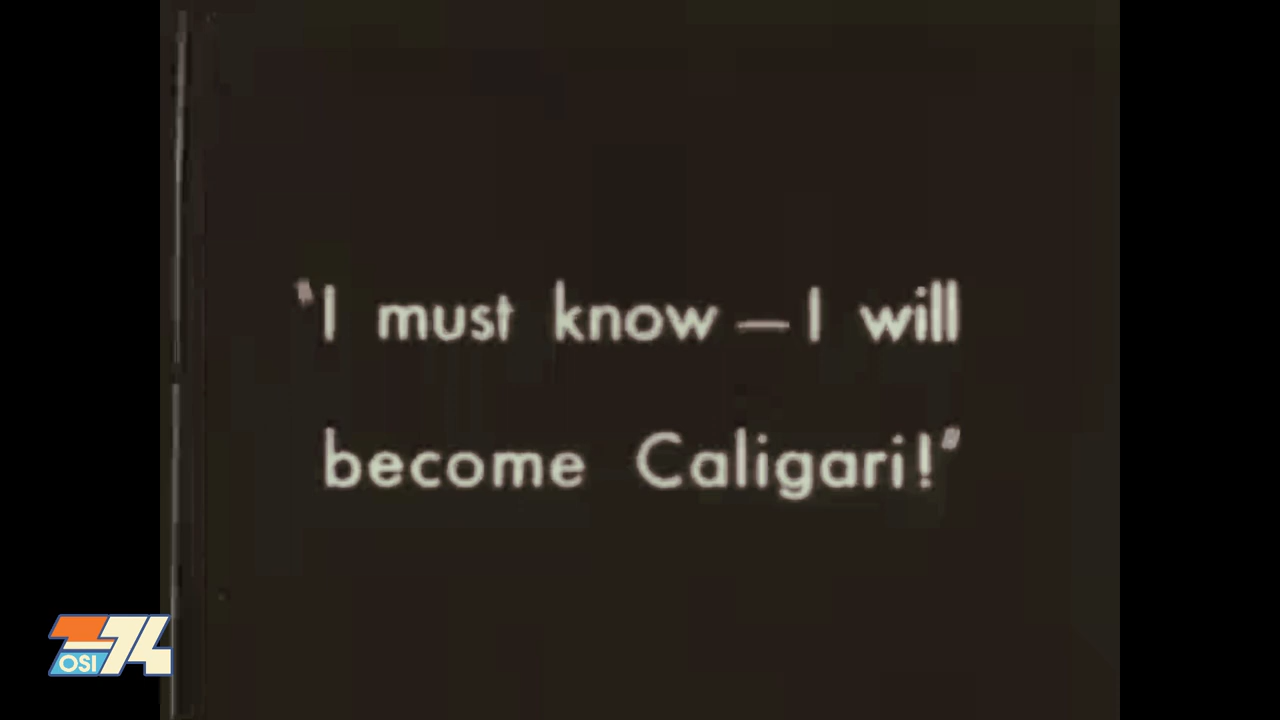 "I must know — I will
become Caligari!"
OSI 74